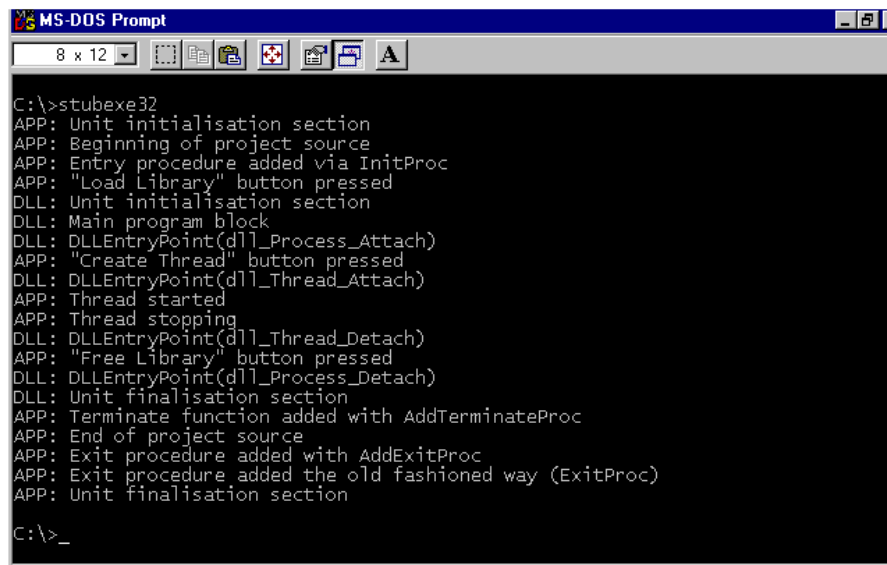 MS-DOS Prompt
8 x 12
A
C:\>stubexe32
APP: Unit initialisation section
APP: Beginning of project source
APP: Entry procedure added via InitProc
APP: "Load Library" button pressed
DLL: Unit initialisation section
DLL: Main program block
DLL: DLLEntryPoint(dll_Process_Attach)
APP: "Create Thread" button pressed
DLL: DLLEntryPoint(dll_Thread_Attach)
APP: Thread started
APP: Thread stopping
DLL: DLLEntryPoint(dll_Thread_Detach)
APP: "Free Library" button pressed
DLL: DLLEntryPoint(dll_Process_Detach)
DLL: Unit finalisation section
APP: Terminate function added with AddTerminateProc
APP: End of project source
APP: Exit procedure added with AddExitProc
APP: Exit procedure added the old fashioned way (ExitProc)
APP: Unit finalisation section
C:\>_